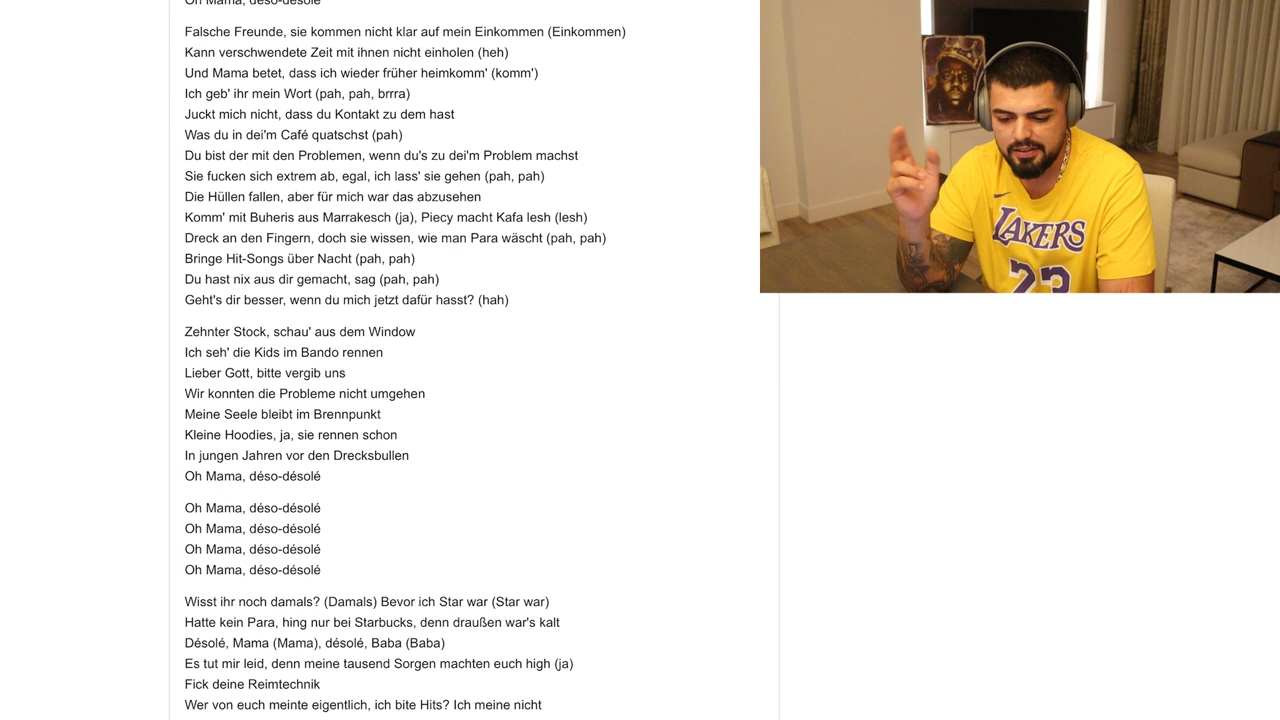 Oh Mama, déso-désolé
Falsche Freunde, sie kommen nicht klar auf mein Einkommen (Einkommen)
Kann verschwendete Zeit mit ihnen nicht einholen (heh)
Und Mama betet, dass ich wieder früher heimkomm' (komm')
Ich geb' ihr mein Wort (pah, pah, brrra)
Juckt mich nicht, dass du Kontakt zu dem hast
Was du in dei'm Café quatschst (pah)
Du bist der mit den Problemen, wenn du's zu dei'm Problem machst
Sie fucken sich extrem ab, egal, ich lass' sie gehen (pah, pah)
Die Hüllen fallen, aber für mich war das abzusehen
Komm' mit Buheris aus Marrakesch (ja), Piecy macht Kafa lesh (lesh)
Dreck an den Fingern, doch sie wissen, wie man Para wäscht (pah, pah)
Bringe Hit-Songs über Nacht (pah, pah)
Du hast nix aus dir gemacht, sag (pah, pah)
Geht's dir besser, wenn du mich jetzt dafür hasst? (hah)
Zehnter Stock, schau' aus dem Window
Ich seh' die Kids im Bando rennen
Lieber Gott, bitte vergib uns
Wir konnten die Probleme nicht umgehen
Meine Seele bleibt im Brennpunkt
Kleine Hoodies, ja, sie rennen schon
In jungen Jahren vor den Drecksbullen
Oh Mama, déso-désolé
Oh Mama, déso-désolé
Oh Mama, déso-désolé
Oh Mama, déso-désolé
Oh Mama, déso-désolé
Wisst ihr noch damals? (Damals) Bevor ich Star war (Star war)
Hatte kein Para, hing nur bei Starbucks, denn draußen war's kalt
Désolé, Mama (Mama), désolé, Baba (Baba)
Es tut mir leid, denn meine tausend Sorgen machten euch high (ja)
Fick deine Reimtechnik
Wer von euch meinte eigentlich, ich bite Hits? Ich meine nicht
LAKERS
23